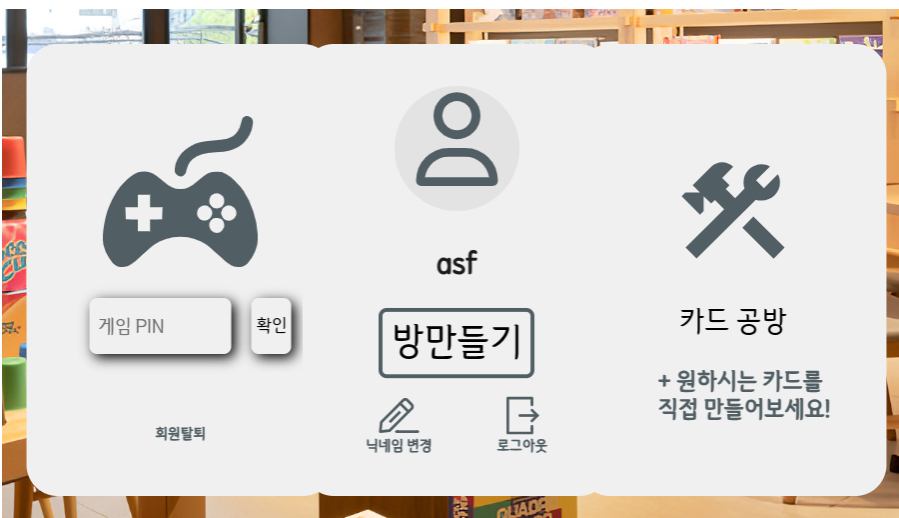 게임 PIN
확인
회원탈퇴
asf
방만들기
닉네임 변경
로그아웃
카드 공방
+ 원하시는 카드를
직접 만들어보세요!
QUADA